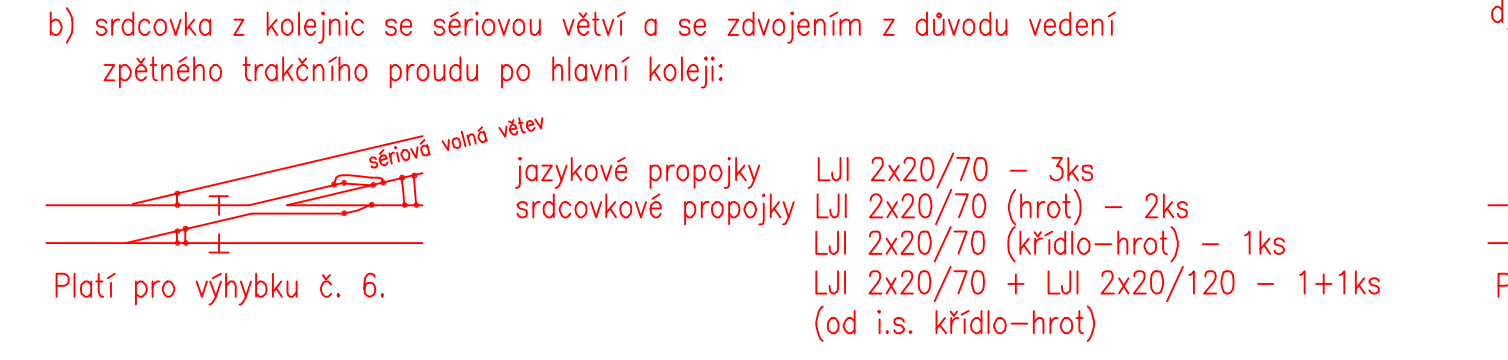 b) srdcovka z kolejnic se sériovou větví a se zdvojením z důvodu vedení
zpětného trakčního proudu po hlavní koleji:
sériová volná větev
jazykové propojky LJI 2x20/70 – 3ks
srdcovkové propojky LJI 2x20/70 (hrot) – 2ks
LJI 2x20/70 (křídlo–hrot) – 1ks
LJI 2x20/70 + LJI 2x20/120 – 1+1ks
(od i.s. křídlo–hrot)
Platí pro výhybku č. 6.